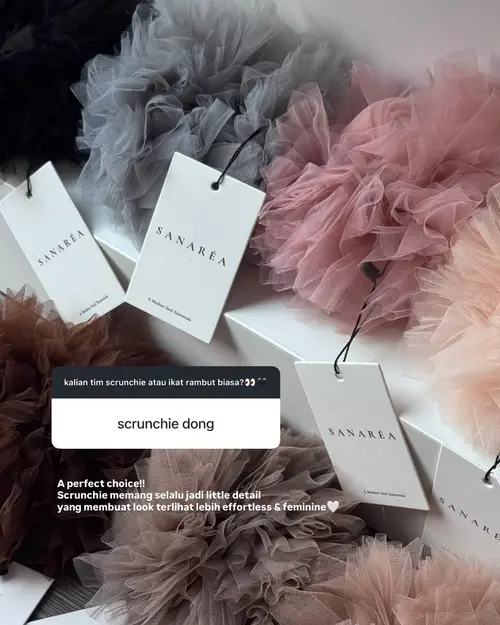 SANARÉA
SANARÉA
kalian tim scrunchie atau ikat rambut biasa?👀
scrunchie dong
SANARÉA
A perfect choice!!
Scrunchie memang selalu jadi little detail
yang membuat look terlihat lebih effortless & feminine🤍